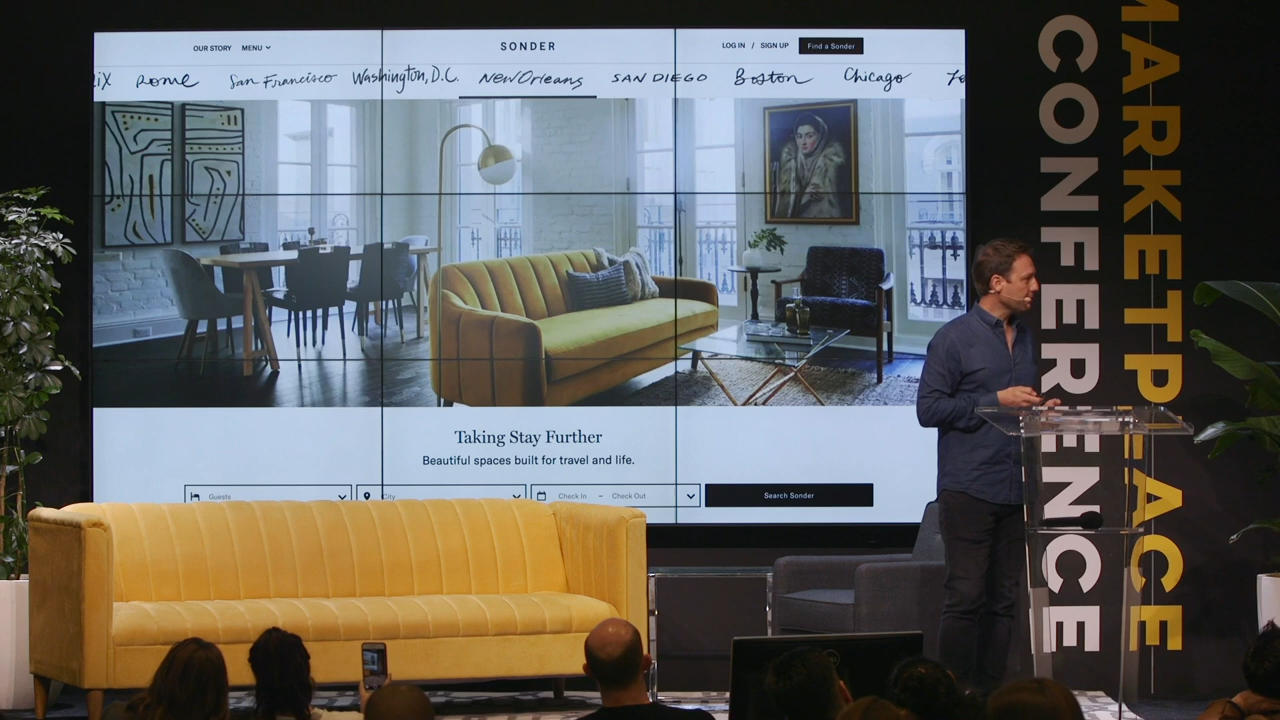 OUR STORY MENU SONDER LOG IN / SIGN UP Find a Sonder
Rome San Francisco Washington, D.C. New Orleans SAN DIEGO Boston Chicago
Taking Stay Further
Beautiful spaces built for travel and life.
Guests City Check In – Check Out Search Sonder
MARKETPLACE
CONFERENCE